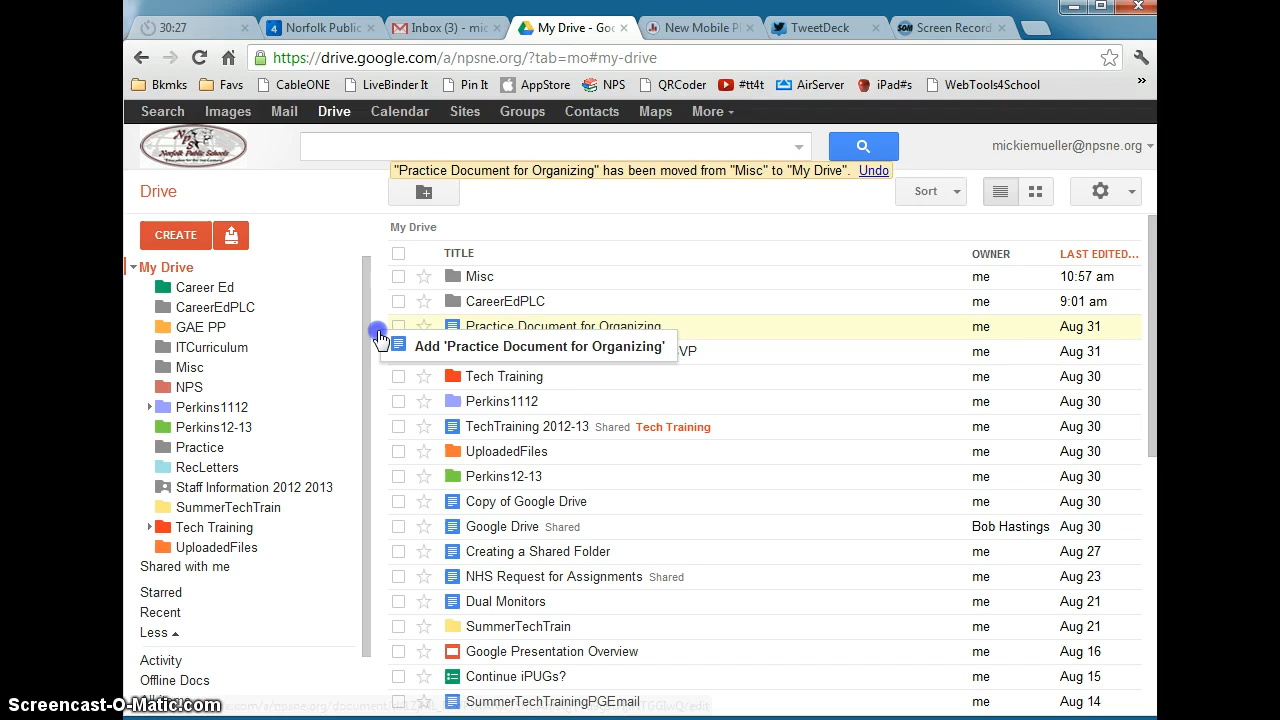 30:27 Norfolk Public Inbox (3) - mic My Drive - Goo New Mobile Pl TweetDeck Screen Record
https://drive.google.com/a/npsne.org/?tab=mo#my-drive
Bkmks Favs CableONE LiveBinder It Pin It AppStore NPS QRCoder #tt4t AirServer iPad#s WebTools4School »
Search Images Mail Drive Calendar Sites Groups Contacts Maps More
Norfolk Public Schools
mickiemueller@npsne.org
"Practice Document for Organizing" has been moved from "Misc" to "My Drive". Undo
Drive Sort
CREATE
My Drive
Career Ed
CareerEdPLC
GAE PP
ITCurriculum
Misc
NPS
Perkins1112
Perkins12-13
Practice
RecLetters
Staff Information 2012 2013
SummerTechTrain
Tech Training
UploadedFiles
Shared with me
Starred
Recent
Less
Activity
Offline Docs
My Drive
TITLE OWNER LAST EDITED...
Misc me 10:57 am
CareerEdPLC me 9:01 am
Practice Document for Organizing me Aug 31
Add 'Practice Document for Organizing'
VP me Aug 31
Tech Training me Aug 30
Perkins1112 me Aug 30
TechTraining 2012-13 Shared Tech Training me Aug 30
UploadedFiles me Aug 30
Perkins12-13 me Aug 30
Copy of Google Drive me Aug 30
Google Drive Shared Bob Hastings Aug 30
Creating a Shared Folder me Aug 27
NHS Request for Assignments Shared me Aug 23
Dual Monitors me Aug 21
SummerTechTrain me Aug 21
Google Presentation Overview me Aug 16
Continue iPUGs? me Aug 16
SummerTechTrainingPGEmail me Aug 14
Screencast-O-Matic.com